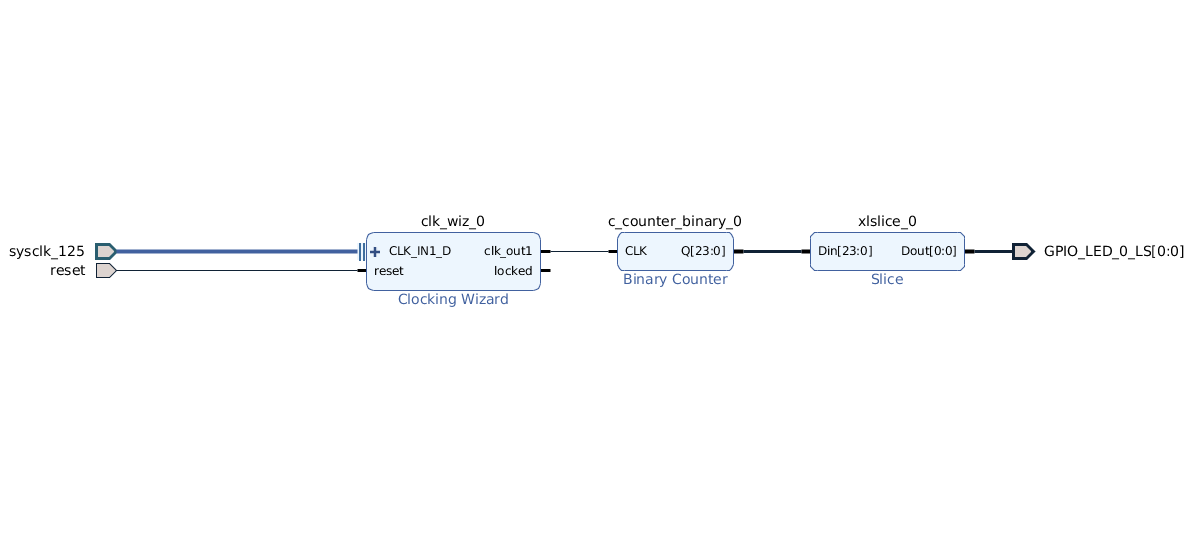 sysclk_125
reset
clk_wiz_0
CLK_IN1_D
clk_out1
reset
locked
Clocking Wizard
c_counter_binary_0
CLK
Q[23:0]
Binary Counter
xlslice_0
Din[23:0]
Dout[0:0]
Slice
GPIO_LED_0_LS[0:0]